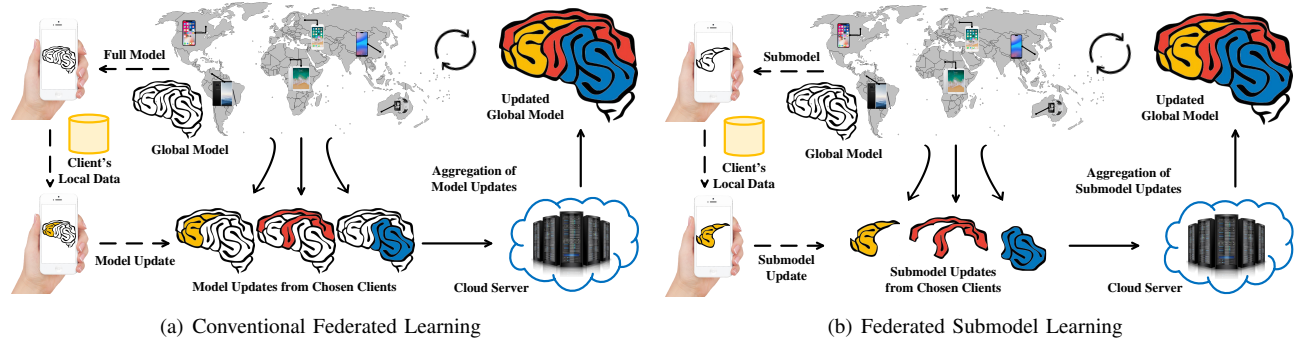 Full Model
Client's
Local Data
Global Model
Updated
Global Model
Aggregation of
Model Updates
Model Update
Model Updates from Chosen Clients
Cloud Server
(a) Conventional Federated Learning
Submodel
Client's
Local Data
Global Model
Updated
Global Model
Aggregation of
Submodel Updates
Submodel
Update
Submodel Updates
from Chosen Clients
Cloud Server
(b) Federated Submodel Learning